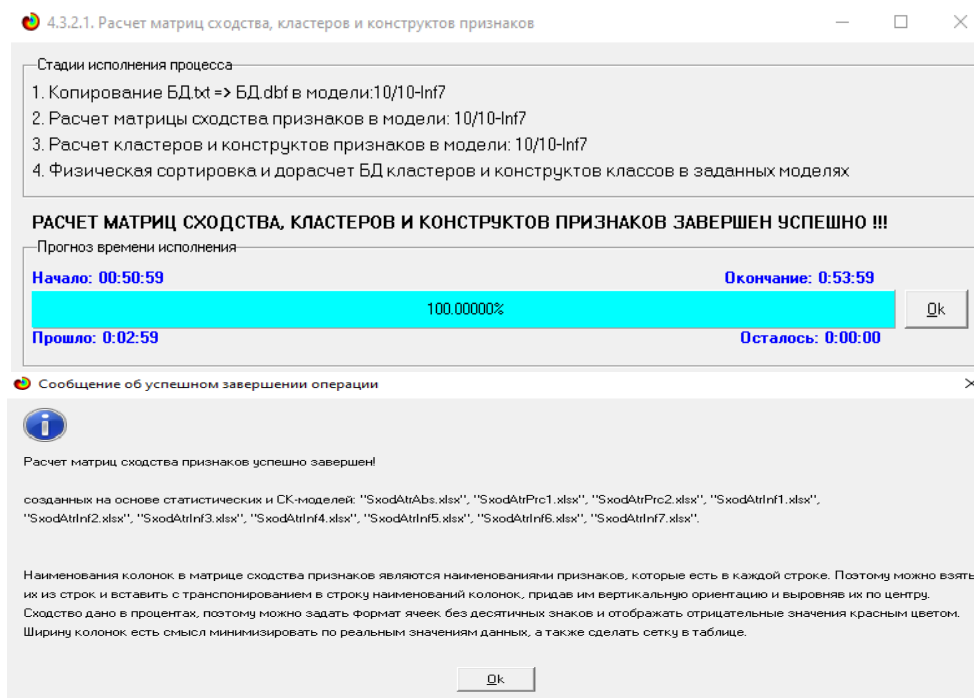 4.3.2.1. Расчет матриц сходства, кластеров и конструктов признаков
Стадии исполнения процесса
1. Копирование БД.txt => БД.dbf в модели:10/10-Inf7
2. Расчет матрицы сходства признаков в модели: 10/10-Inf7
3. Расчет кластеров и конструктов признаков в модели: 10/10-Inf7
4. Физическая сортировка и дорасчет БД кластеров и конструктов классов в заданных моделях
РАСЧЕТ МАТРИЦ СХОДСТВА, КЛАСТЕРОВ И КОНСТРУКТОВ ПРИЗНАКОВ ЗАВЕРШЕН УСПЕШНО !!!
Прогноз времени исполнения
Начало: 00:50:59
Окончание: 0:53:59
100.00000%
Ok
Прошло: 0:02:59
Осталось: 0:00:00
Сообщение об успешном завершении операции
Расчет матриц сходства признаков успешно завершен!
созданных на основе статистических и СК-моделей: "SxodAtrAbs.xlsx", "SxodAtrPrc1.xlsx", "SxodAtrPrc2.xlsx", "SxodAtrInf1.xlsx",
"SxodAtrInf2.xlsx", "SxodAtrInf3.xlsx", "SxodAtrInf4.xlsx", "SxodAtrInf5.xlsx", "SxodAtrInf6.xlsx", "SxodAtrInf7.xlsx".
Наименования колонок в матрице сходства признаков являются наименованиями признаков, которые есть в каждой строке. Поэтому можно взять
их из строк и вставить с транспонированием в строку наименований колонок, придав им вертикальную ориентацию и выровняв их по центру.
Сходство дано в процентах, поэтому можно задать формат ячеек без десятичных знаков и отображать отрицательные значения красным цветом.
Ширину колонок есть смысл минимизировать по реальным значениям данных, а также сделать сетку в таблице.
Ok